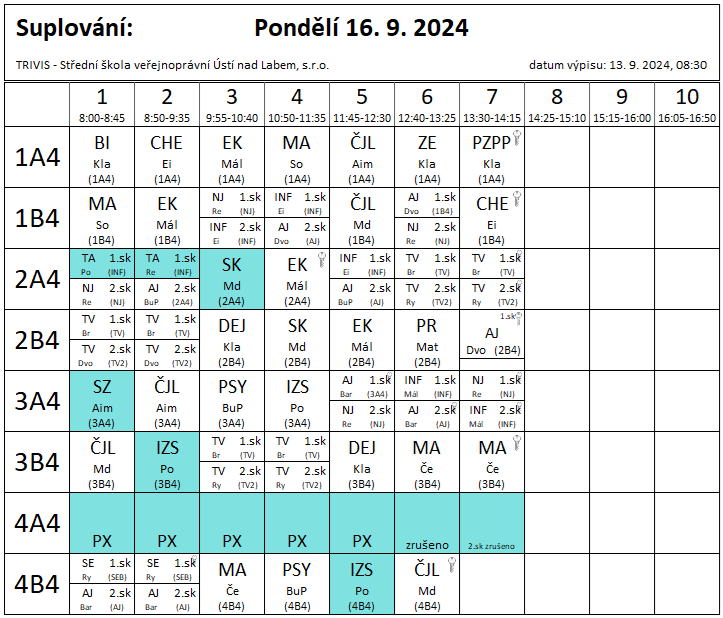 Suplování: Pondělí 16. 9. 2024
TRIVIS - Střední škola veřejnoprávní Ústí nad Labem, s.r.o. datum výpisu: 13. 9. 2024, 08:30
1 2 3 4 5 6 7 8 9 10
8:00-8:45 8:50-9:35 9:55-10:40 10:50-11:35 11:45-12:30 12:40-13:25 13:30-14:15 14:25-15:10 15:15-16:00 16:05-16:50
1A4
BI CHE EK MA ČJL ZE PZPP
Kla Ei Mál So Aim Kla Kla
(1A4) (1A4) (1A4) (1A4) (1A4) (1A4) (1A4)
1B4
MA EK NJ 1.sk INF 1.sk ČJL AJ 1.sk CHE
So Mál Re (NJ) Ei (INF) Md Dvo (1B4) Ei
(1B4) (1B4) INF 2.sk AJ 2.sk (1B4) NJ 2.sk (1B4)
Ei (INF) Dvo (AJ) Re (NJ)
2A4
TA 1.sk TA 1.sk SK EK INF 1.sk TV 1.sk TV 1.sk
Po (INF) Re (INF) Md Mál Ei (INF) Br (TV) Br (TV)
NJ 2.sk AJ 2.sk (2A4) (2A4) AJ 2.sk TV 2.sk TV 2.sk
Re (NJ) BuP (2A4) BuP (AJ) Ry (TV2) Ry (TV2)
2B4
TV 1.sk TV 1.sk DEJ SK EK PR 1.sk
Br (TV) Br (TV) Kla Md Mál Mat AJ
TV 2.sk TV 2.sk (2B4) (2B4) (2B4) (2B4) Dvo (2B4)
Dvo (TV2) Dvo (TV2)
3A4
SZ ČJL PSY IZS AJ 1.sk INF 1.sk NJ 1.sk
Aim Aim BuP Po Bar (3A4) Mál (INF) Re (NJ)
(3A4) (3A4) (3A4) (3A4) NJ 2.sk AJ 2.sk INF 2.sk
Re (NJ) Bar (AJ) Mál (INF)
3B4
ČJL IZS TV 1.sk TV 1.sk DEJ MA MA
Md Po Br (TV) Br (TV) Kla Če Če
(3B4) (3B4) TV 2.sk TV 2.sk (3B4) (3B4) (3B4)
Ry (TV2) Ry (TV2)
4A4
PX PX PX PX PX zrušeno 2.sk zrušeno
4B4
SE 1.sk SE 1.sk MA PSY IZS ČJL
Ry (SEB) Ry (SEB) Če BuP Po Md
AJ 2.sk AJ 2.sk (4B4) (4B4) (4B4) (4B4)
Bar (AJ) Bar (AJ)